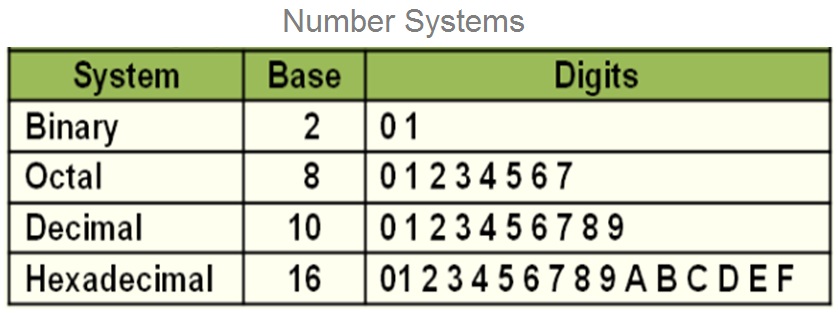 Number Systems
System Base Digits
Binary 2 0 1
Octal 8 0 1 2 3 4 5 6 7
Decimal 10 0 1 2 3 4 5 6 7 8 9
Hexadecimal 16 01 2 3 4 5 6 7 8 9 A B C D E F